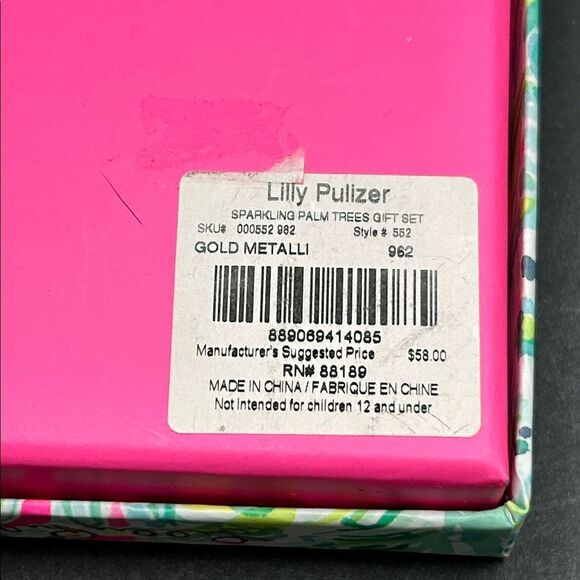 Lilly Pulizer
SPARKLING PALM TREES GIFT SET
SKU# 000552 962 Style # 552
GOLD METALLI 962
889069414085
Manufacturer's Suggested Price $58.00
RN# 88189
MADE IN CHINA / FABRIQUE EN CHINE
Not intended for children 12 and under